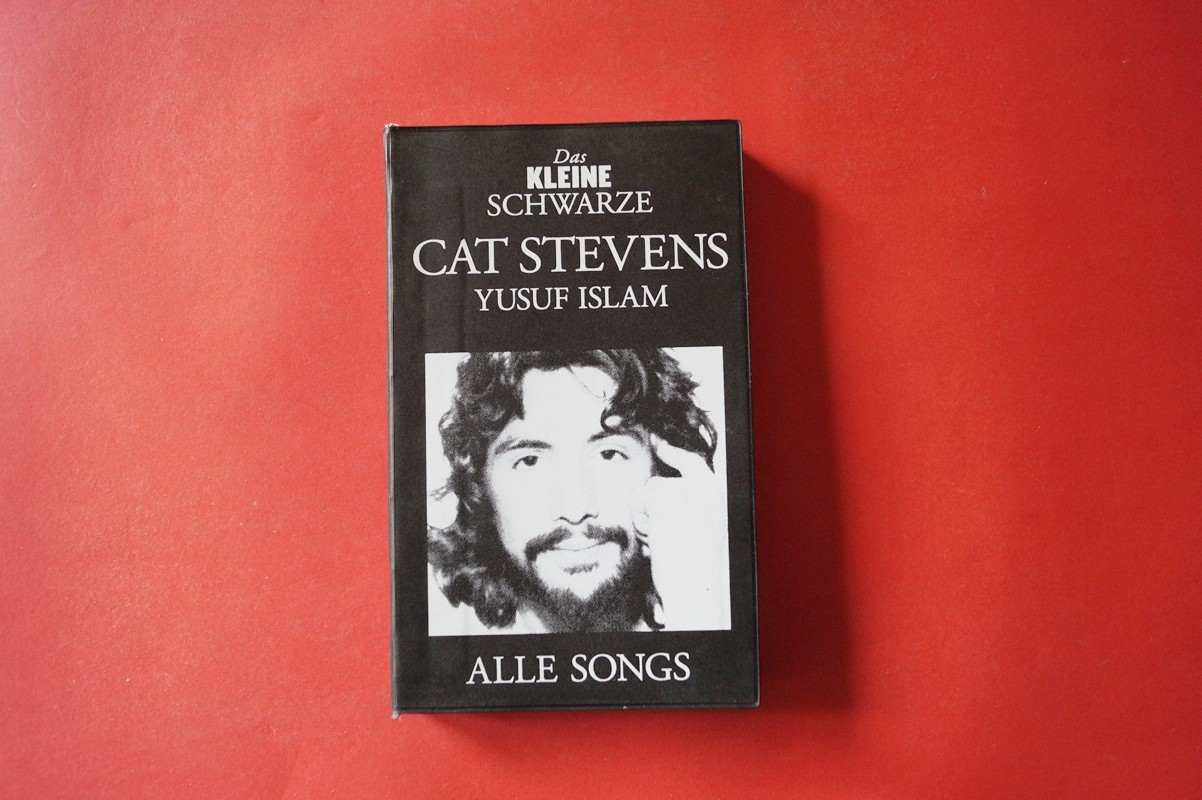 Das
KLEINE
SCHWARZE
CAT STEVENS
YUSUF ISLAM
ALLE SONGS